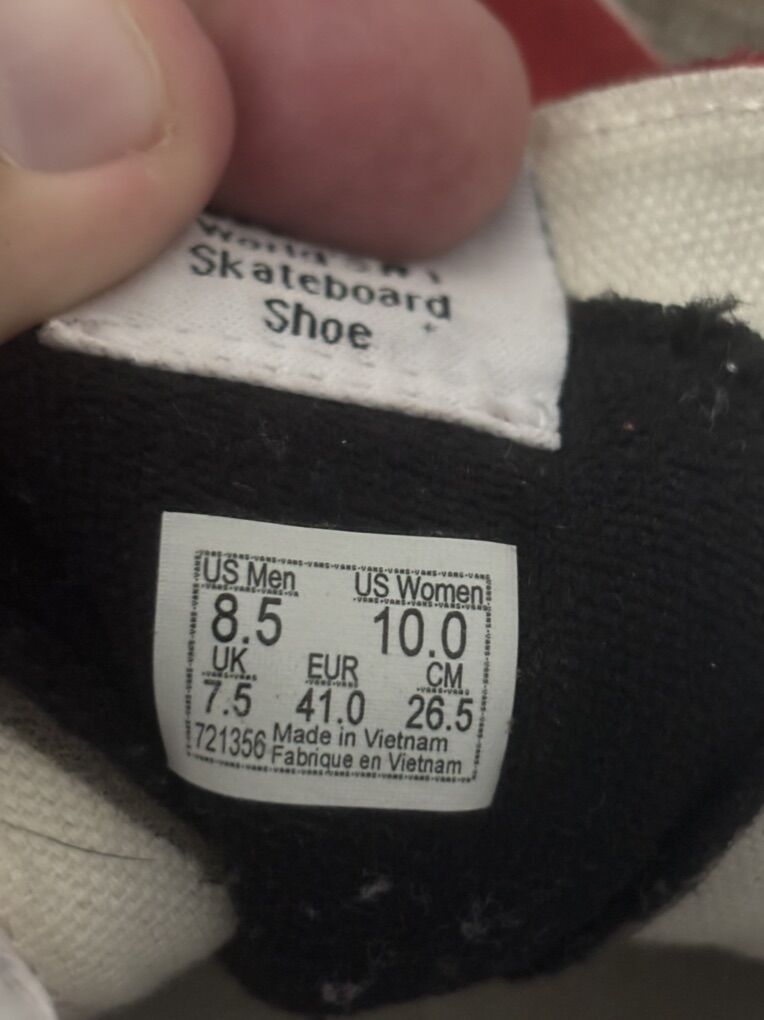 World
Skateboard
Shoe
US Men US Women
8.5 10.0
UK EUR CM
7.5 41.0 26.5
721356 Made in Vietnam
Fabrique en Vietnam